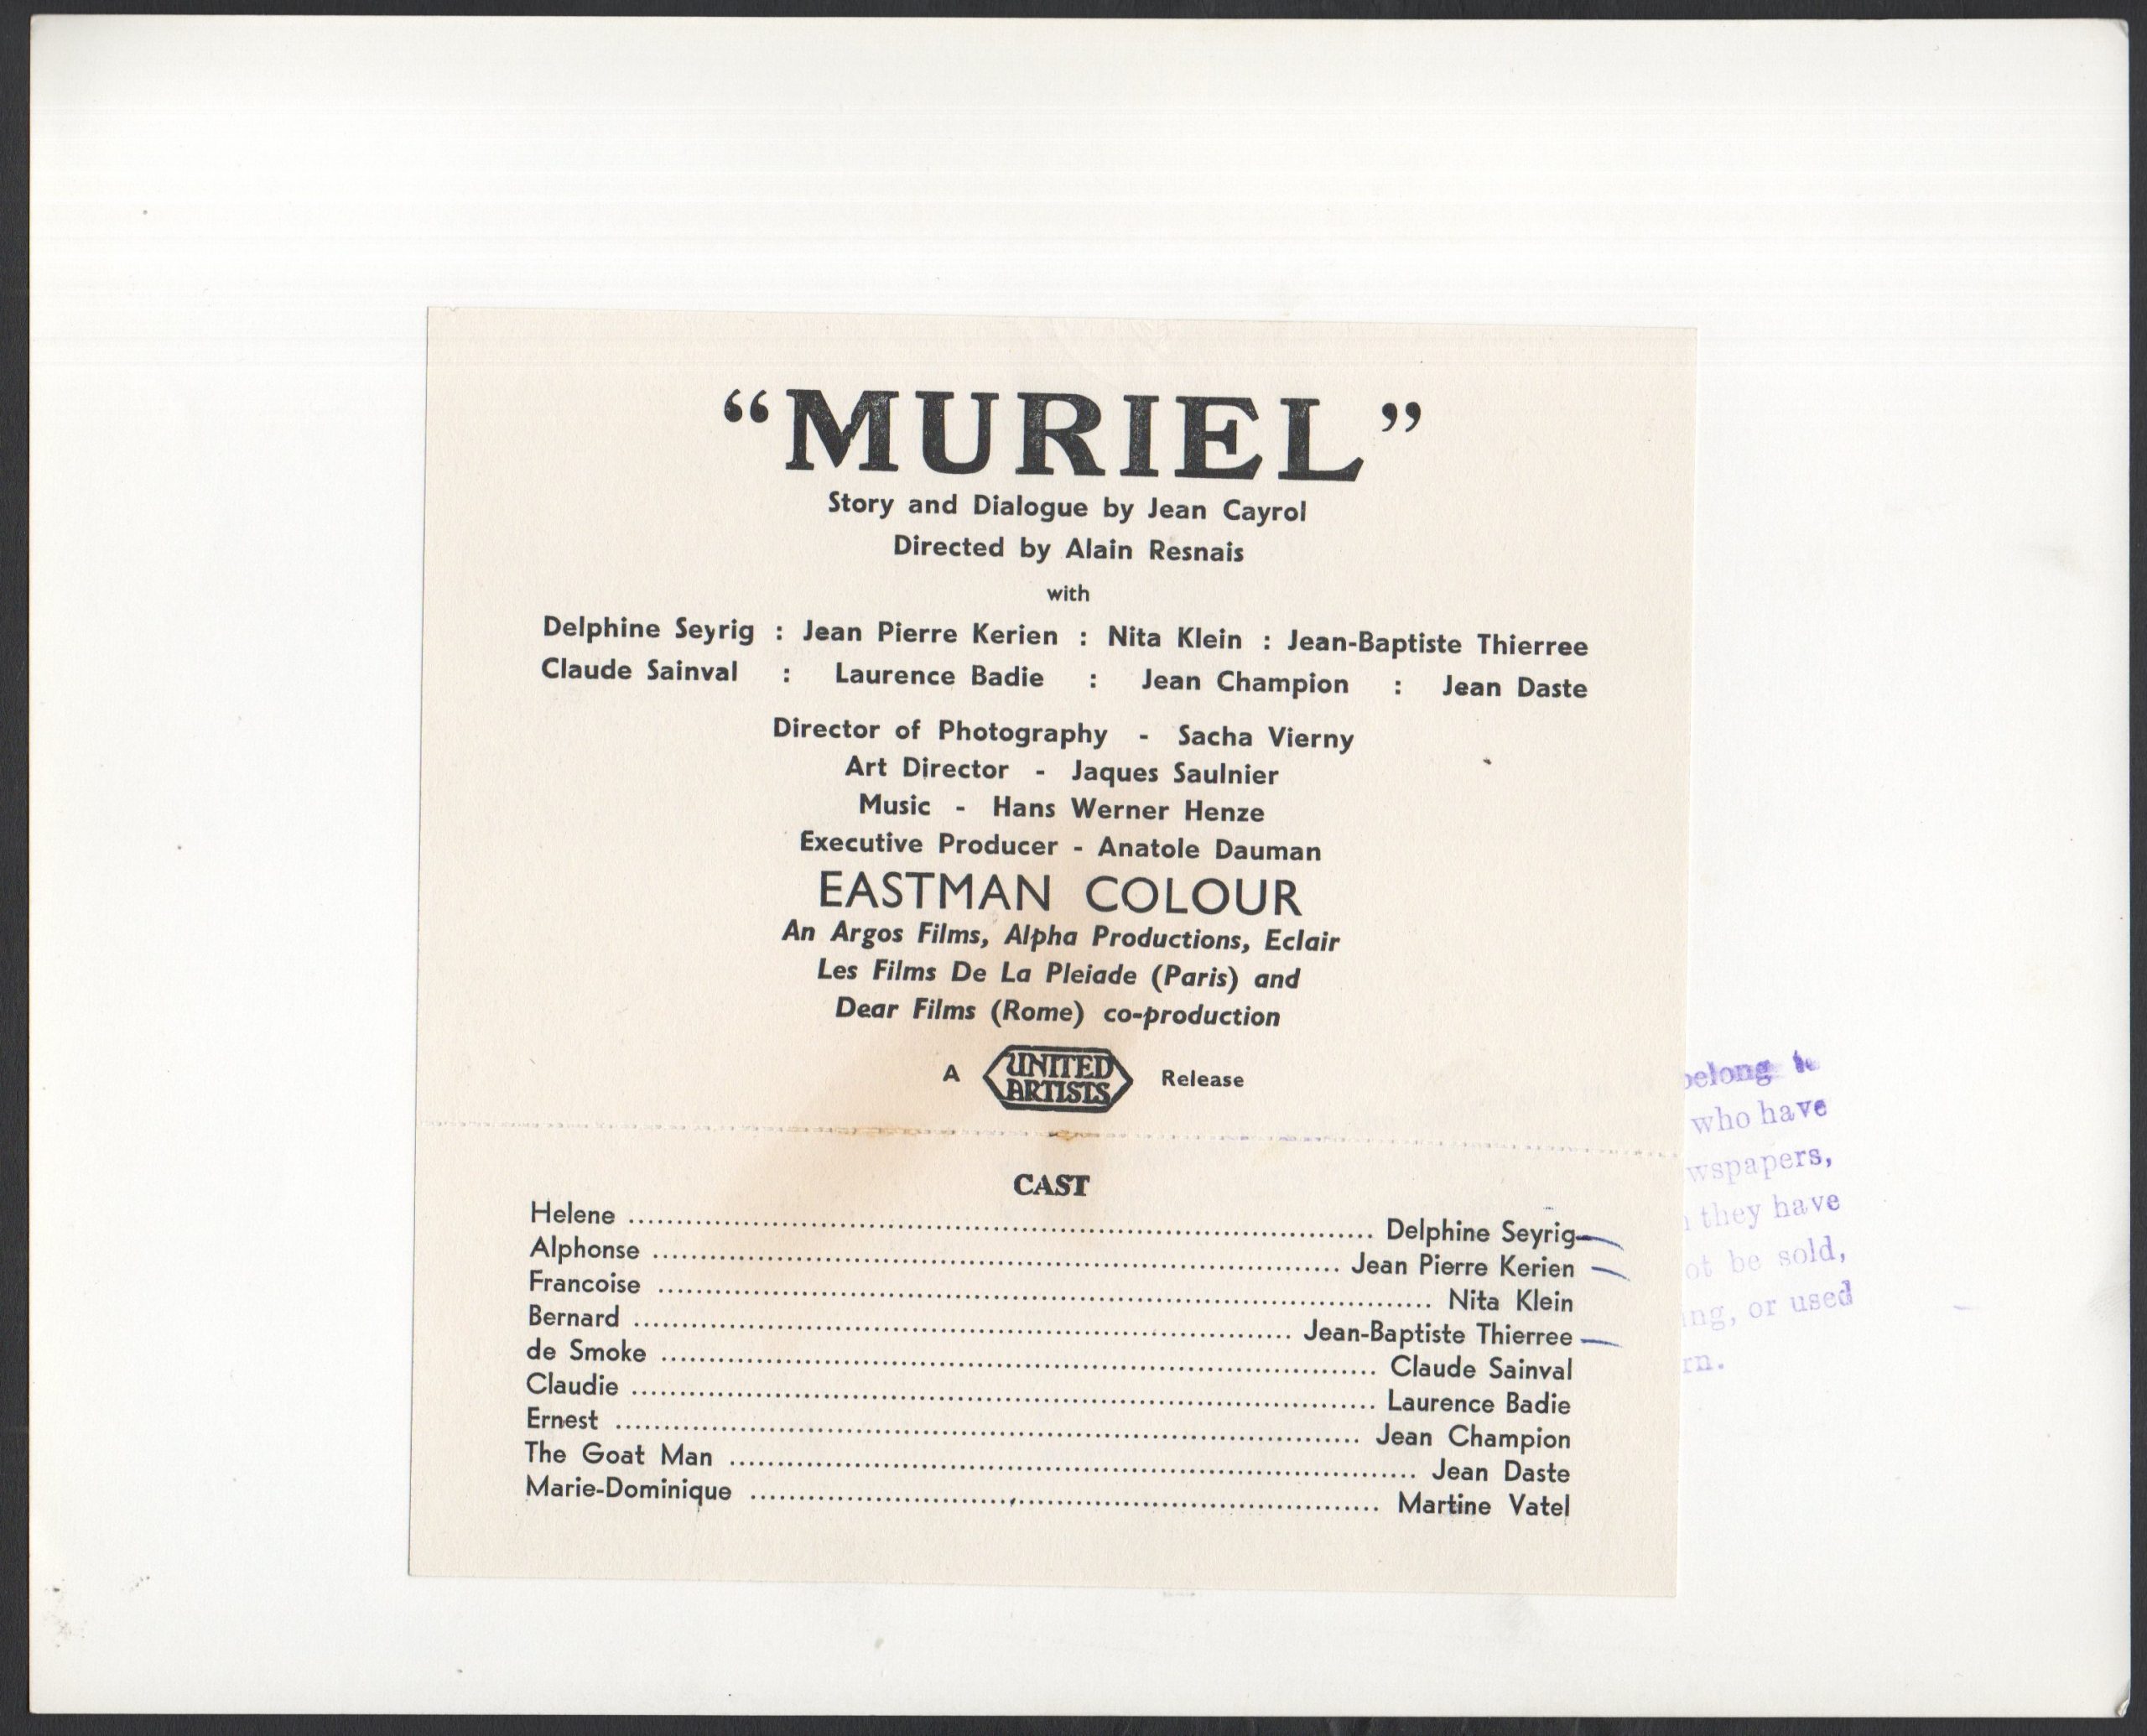 “MURIEL”
Story and Dialogue by Jean Cayrol
Directed by Alain Resnais
with
Delphine Seyrig : Jean Pierre Kerien : Nita Klein : Jean-Baptiste Thierree
Claude Sainval : Laurence Badie : Jean Champion : Jean Daste
Director of Photography - Sacha Vierny
Art Director - Jaques Saulnier
Music - Hans Werner Henze
Executive Producer - Anatole Dauman
EASTMAN COLOUR
An Argos Films, Alpha Productions, Eclair
Les Films De La Pleiade (Paris) and
Dear Films (Rome) co-production
A UNITED ARTISTS Release
CAST
Helene ........ Delphine Seyrig
Alphonse ........ Jean Pierre Kerien
Francoise ........ Nita Klein
Bernard ........ Jean-Baptiste Thierree
de Smoke ........ Claude Sainval
Claudie ........ Laurence Badie
Ernest ........ Jean Champion
The Goat Man ........ Jean Daste
Marie-Dominique ........ Martine Vatel
belong to
who have
wspapers,
they have
ot be sold,
ng, or used
rn.